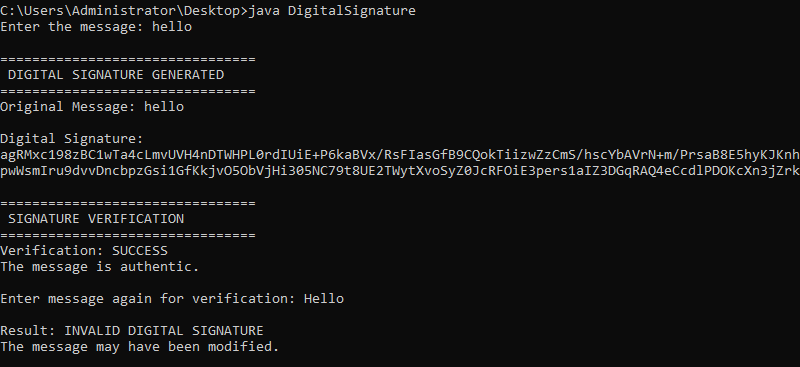 C:\Users\Administrator\Desktop>java DigitalSignature
Enter the message: hello
================================
 DIGITAL SIGNATURE GENERATED
================================
Original Message: hello
Digital Signature:
agRMxc198zBC1wTa4cLmvUVH4nDTWHPL0rdIUiE+P6kaBVx/RsFIasGfB9CQokTiizwZzCmS/hscYbAVrN+m/PrsaB8E5hyKJKnh
pwWsmIru9dvvDncbpzGsi1GfKkjvO5ObVjHi305NC79t8UE2TWytXvoSyZ0JcRFOiE3pers1aIZ3DGqRAQ4eCcdlPDOKcXn3jZrk
================================
 SIGNATURE VERIFICATION
================================
Verification: SUCCESS
The message is authentic.
Enter message again for verification: Hello
Result: INVALID DIGITAL SIGNATURE
The message may have been modified.